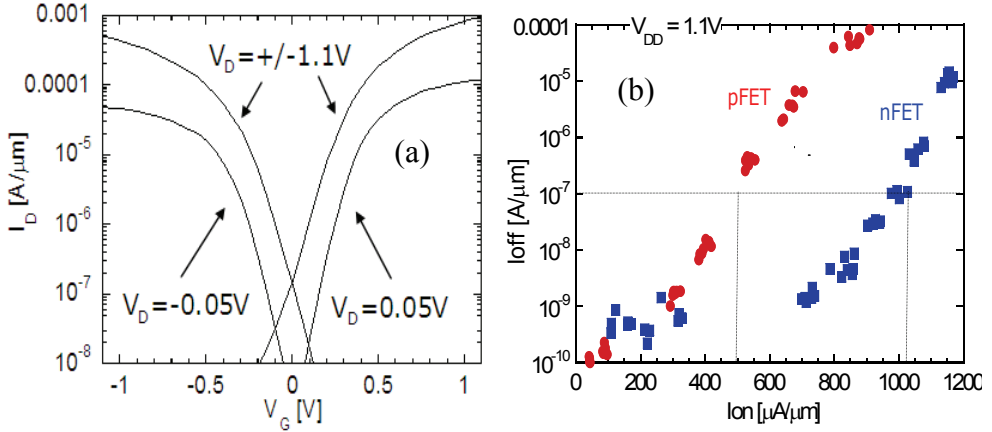 0.001
0.0001
10⁻⁵
10⁻⁶
10⁻⁷
10⁻⁸
I_D [A/μm]
V_D=+/-1.1V
(a)
V_D=-0.05V
V_D=0.05V
-1
-0.5
0
0.5
1
V_G [V]
V_DD = 1.1V
0.0001
10⁻⁵
10⁻⁶
10⁻⁷
10⁻⁸
10⁻⁹
10⁻¹⁰
Ioff [A/μm]
(b)
pFET
nFET
0
200
400
600
800
1000
1200
Ion [μA/μm]